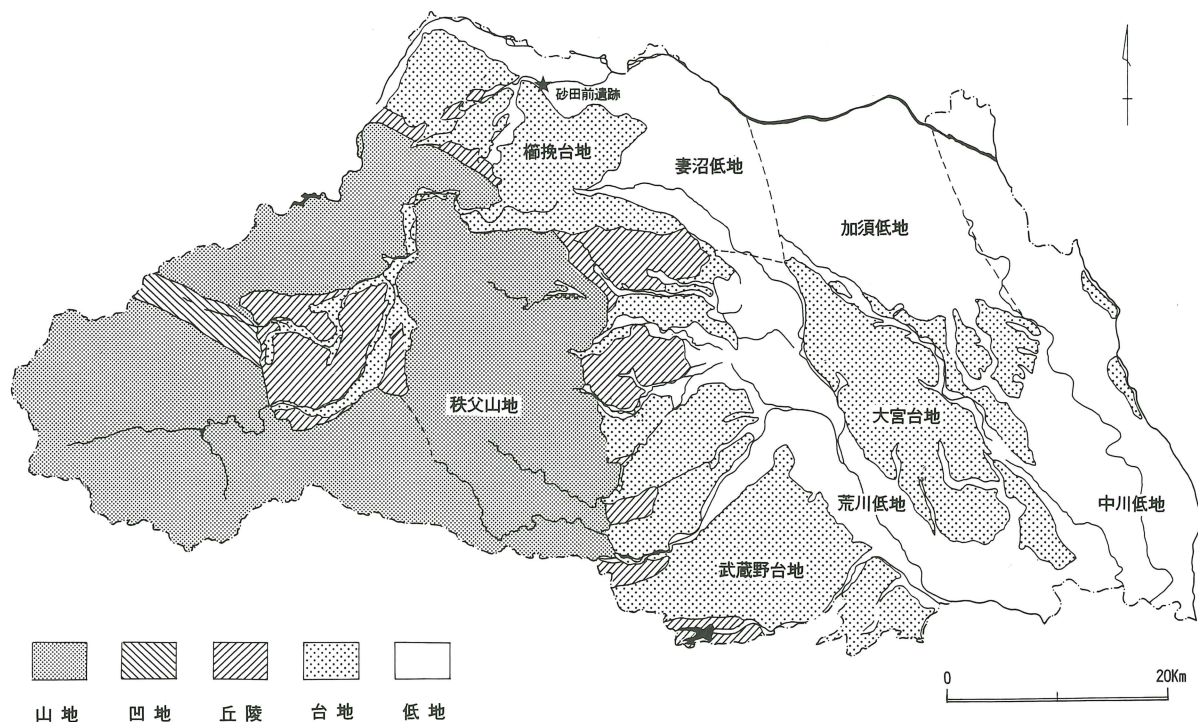 砂田前遺跡
櫛挽台地
妻沼低地
加須低地
秩父山地
大宮台地
荒川低地
中川低地
武蔵野台地
0 20Km
山地 凹地 丘陵 台地 低地